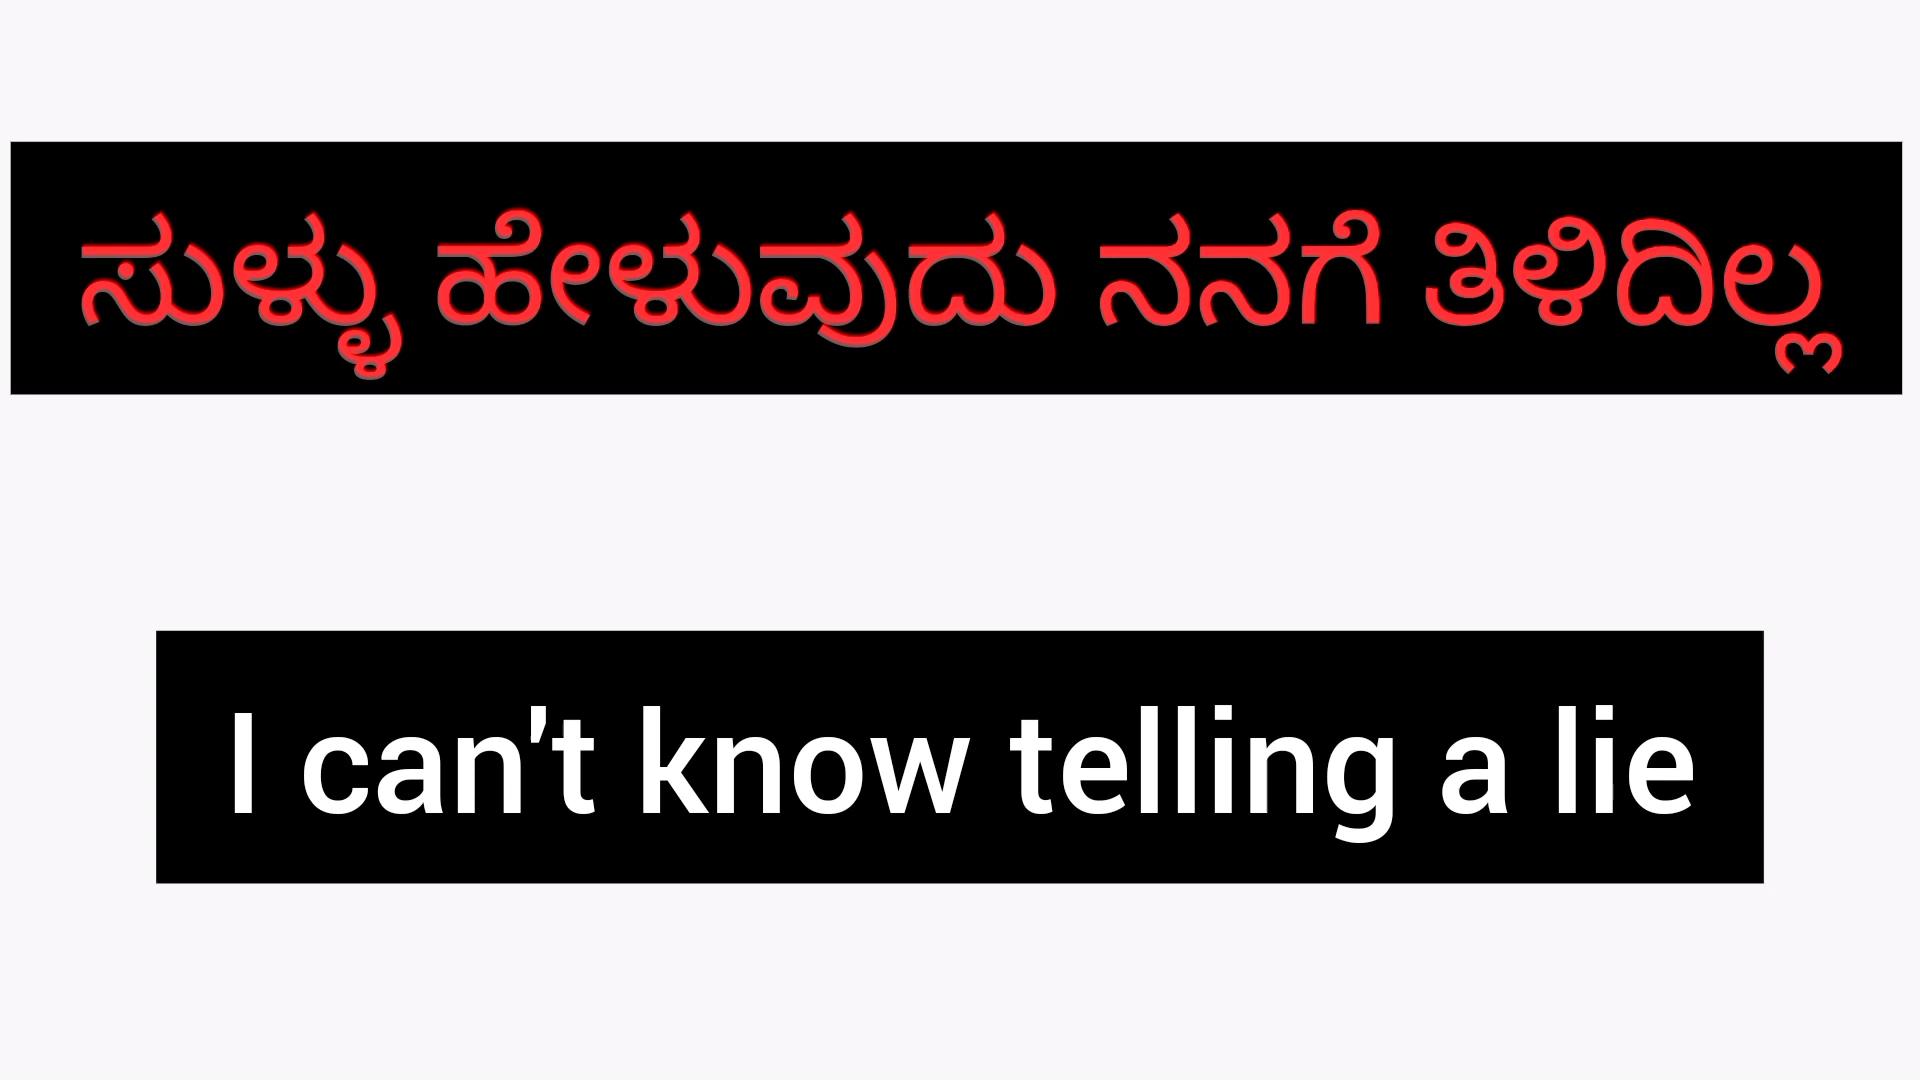 ಸುಳ್ಳು ಹೇಳುವುದು ನನಗೆ ತಿಳಿದಿಲ್ಲ
I can't know telling a lie